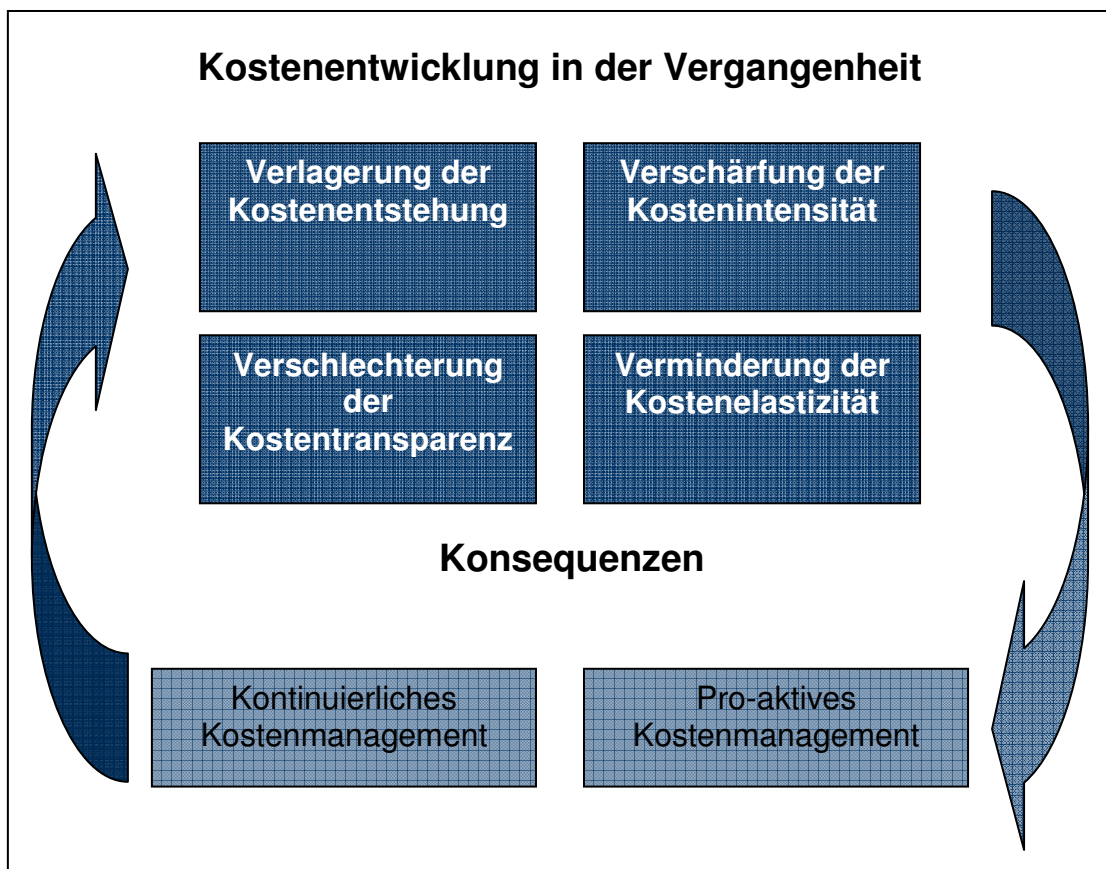 Kostenentwicklung in der Vergangenheit
Verlagerung der
Kostenentstehung
Verschärfung der
Kostenintensität
Verschlechterung
der
Kostentransparenz
Verminderung der
Kostenelastizität
Konsequenzen
Kontinuierliches
Kostenmanagement
Pro-aktives
Kostenmanagement